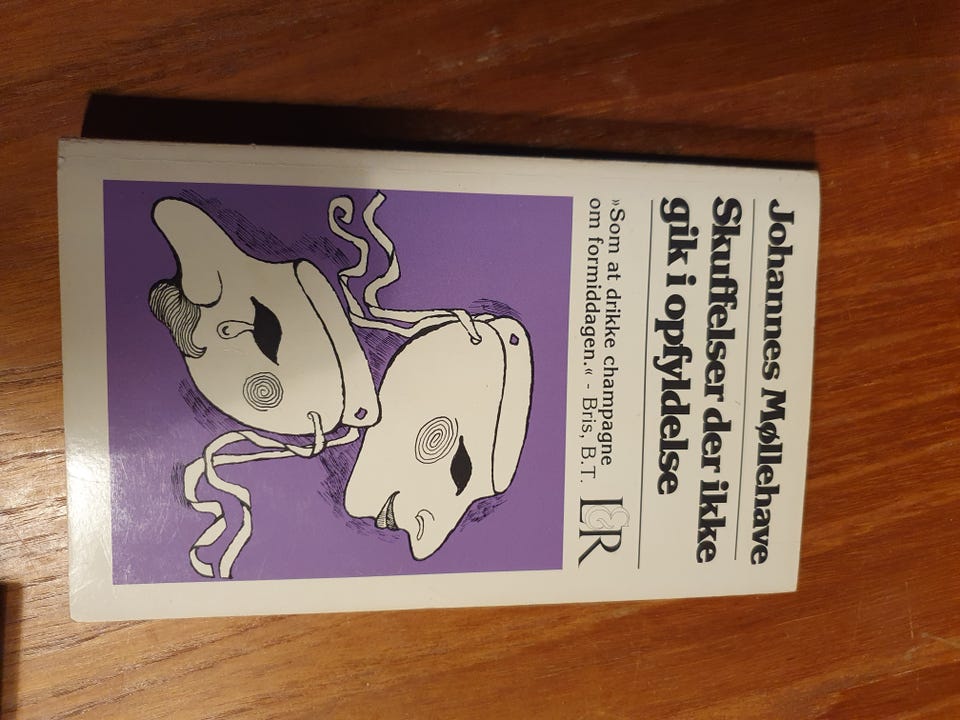 Johannes Møllehave
Skuffelser der ikke
gik i opfyldelse
»Som at drikke champagne
om formiddagen.« - Bris, B.T.
L&R